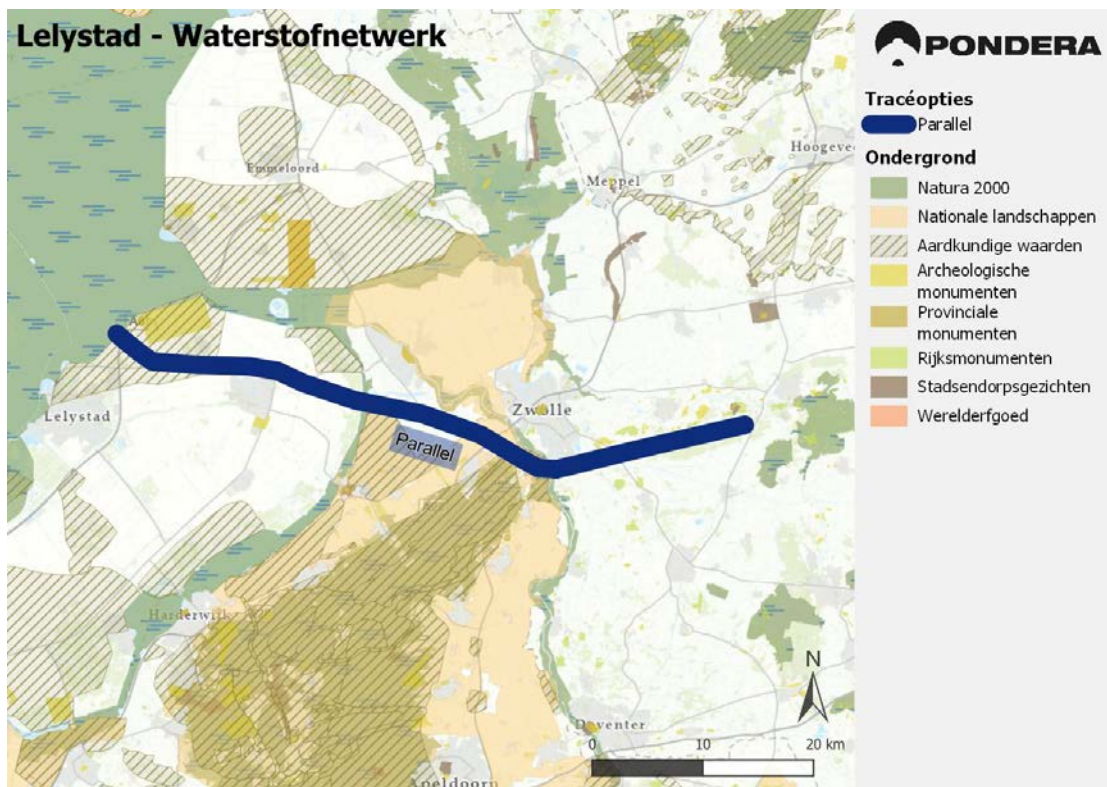 Lelystad - Waterstofnetwerk
Emmeloord
Meppel
Hoogevee
Lelystad
Zwolle
Parallel
Harderwijk
N
Deventer
0 10 20 km
Apeldoorn
PONDERA
Tracéopties
Parallel
Ondergrond
Natura 2000
Nationale landschappen
Aardkundige waarden
Archeologische
monumenten
Provinciale
monumenten
Rijksmonumenten
Stadsendorpsgezichten
Werelderfgoed